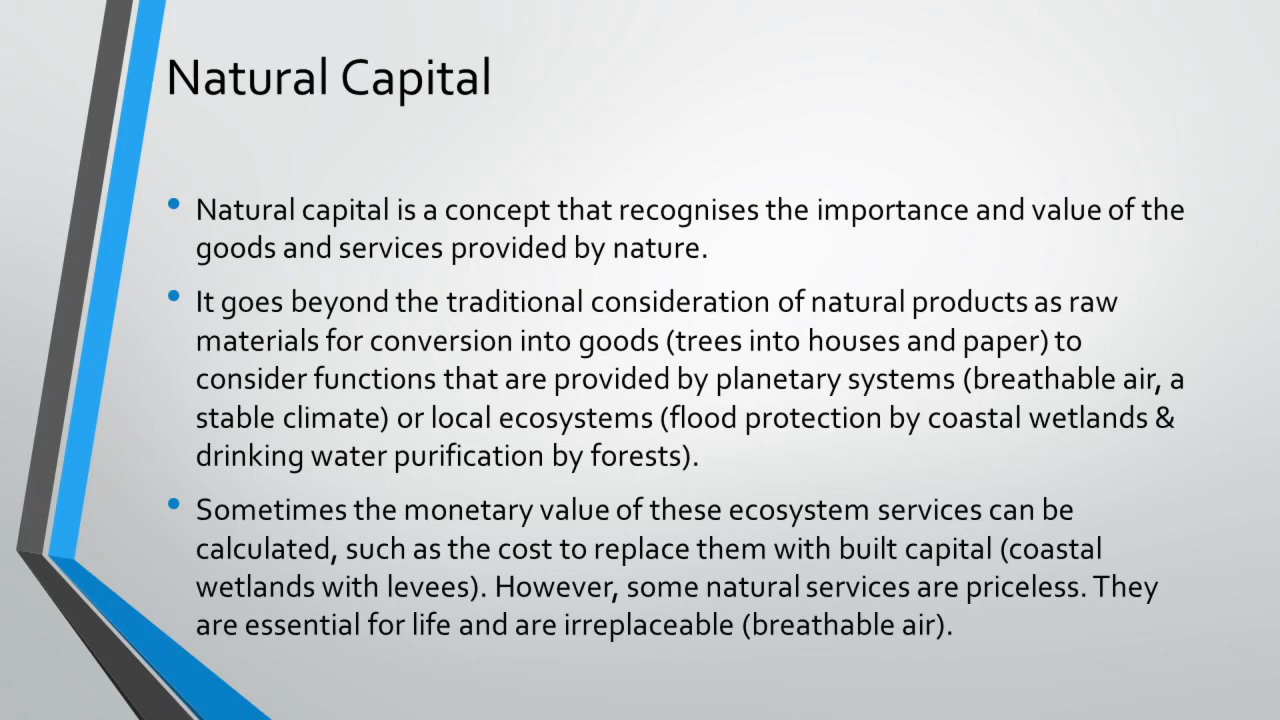 Natural Capital
• Natural capital is a concept that recognises the importance and value of the
goods and services provided by nature.
• It goes beyond the traditional consideration of natural products as raw
materials for conversion into goods (trees into houses and paper) to
consider functions that are provided by planetary systems (breathable air, a
stable climate) or local ecosystems (flood protection by coastal wetlands &
drinking water purification by forests).
• Sometimes the monetary value of these ecosystem services can be
calculated, such as the cost to replace them with built capital (coastal
wetlands with levees). However, some natural services are priceless. They
are essential for life and are irreplaceable (breathable air).